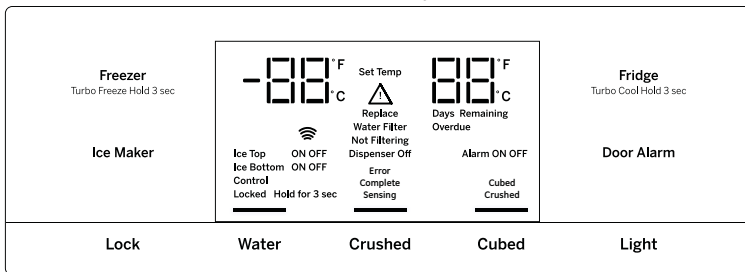 Freezer
Turbo Freeze Hold 3 sec
Ice Maker
-88 °F
°C
Set Temp
88 °F
°C
Replace
Water Filter
Not Filtering
Dispenser Off
Days Remaining
Overdue
Ice Top ON OFF
Ice Bottom ON OFF
Control
Locked Hold for 3 sec
Error
Complete
Sensing
Alarm ON OFF
Cubed
Crushed
Fridge
Turbo Cool Hold 3 sec
Door Alarm
Lock Water Crushed Cubed Light